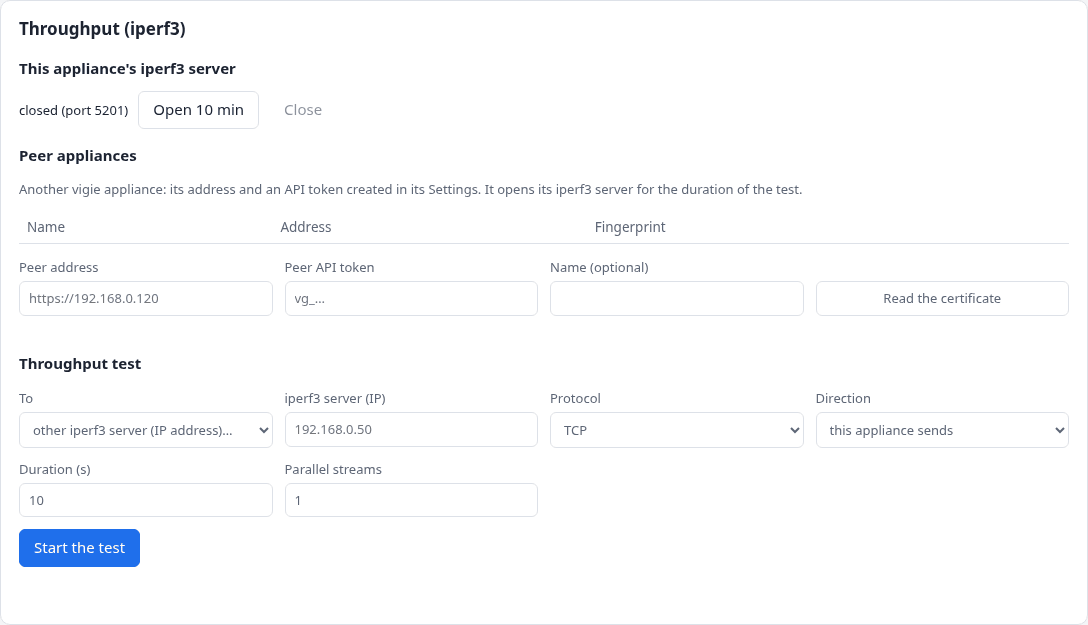 Throughput (iperf3)
This appliance's iperf3 server
closed (port 5201) Open 10 min Close
Peer appliances
Another vigie appliance: its address and an API token created in its Settings. It opens its iperf3 server for the duration of the test.
Name Address Fingerprint
Peer address Peer API token Name (optional)
https://192.168.0.120 vg_... Read the certificate
Throughput test
To iperf3 server (IP) Protocol Direction
other iperf3 server (IP address)... 192.168.0.50 TCP this appliance sends
Duration (s) Parallel streams
10 1
Start the test